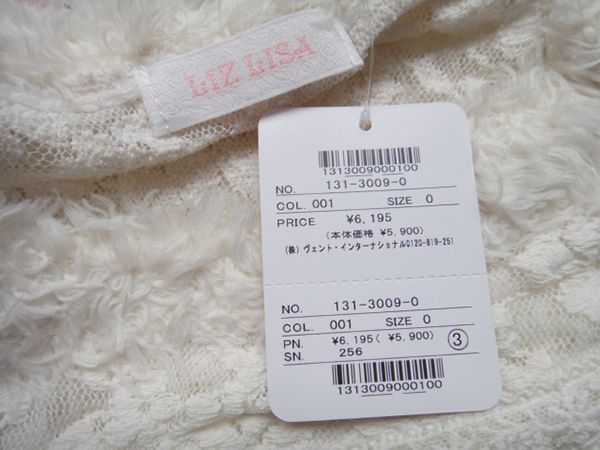 LIZ LISA
1313009000100
NO. 131-3009-0
COL. 001 SIZE 0
PRICE ¥6,195
(本体価格 ¥5,900)
(株) ヴェント・インターナショナル0120-819-251
NO. 131-3009-0
COL. 001 SIZE 0
PN. ¥6,195( ¥5,900) ③
SN. 256
1313009000100